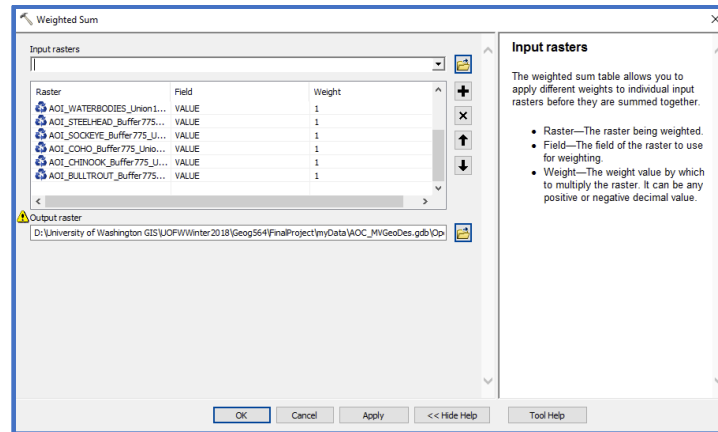 Weighted Sum
Input rasters
Raster Field Weight
AOI_WATERBODIES_Union1... VALUE 1
AOI_STEELHEAD_Buffer775... VALUE 1
AOI_SOCKEYE_Buffer775_U... VALUE 1
AOI_COHO_Buffer775_Unio... VALUE 1
AOI_CHINOOK_Buffer775_U... VALUE 1
AOI_BULLTROUT_Buffer775... VALUE 1
Output raster
D:\University of Washington GIS\UOFWWinter2018\Geog564\FinalProject\myData\AOC_MVGeoDes.gdb\Ope
OK Cancel Apply << Hide Help Tool Help
Input rasters
The weighted sum table allows you to
apply different weights to individual input
rasters before they are summed together.
• Raster—The raster being weighted.
• Field—The field of the raster to use
for weighting.
• Weight—The weight value by which
to multiply the raster. It can be any
positive or negative decimal value.